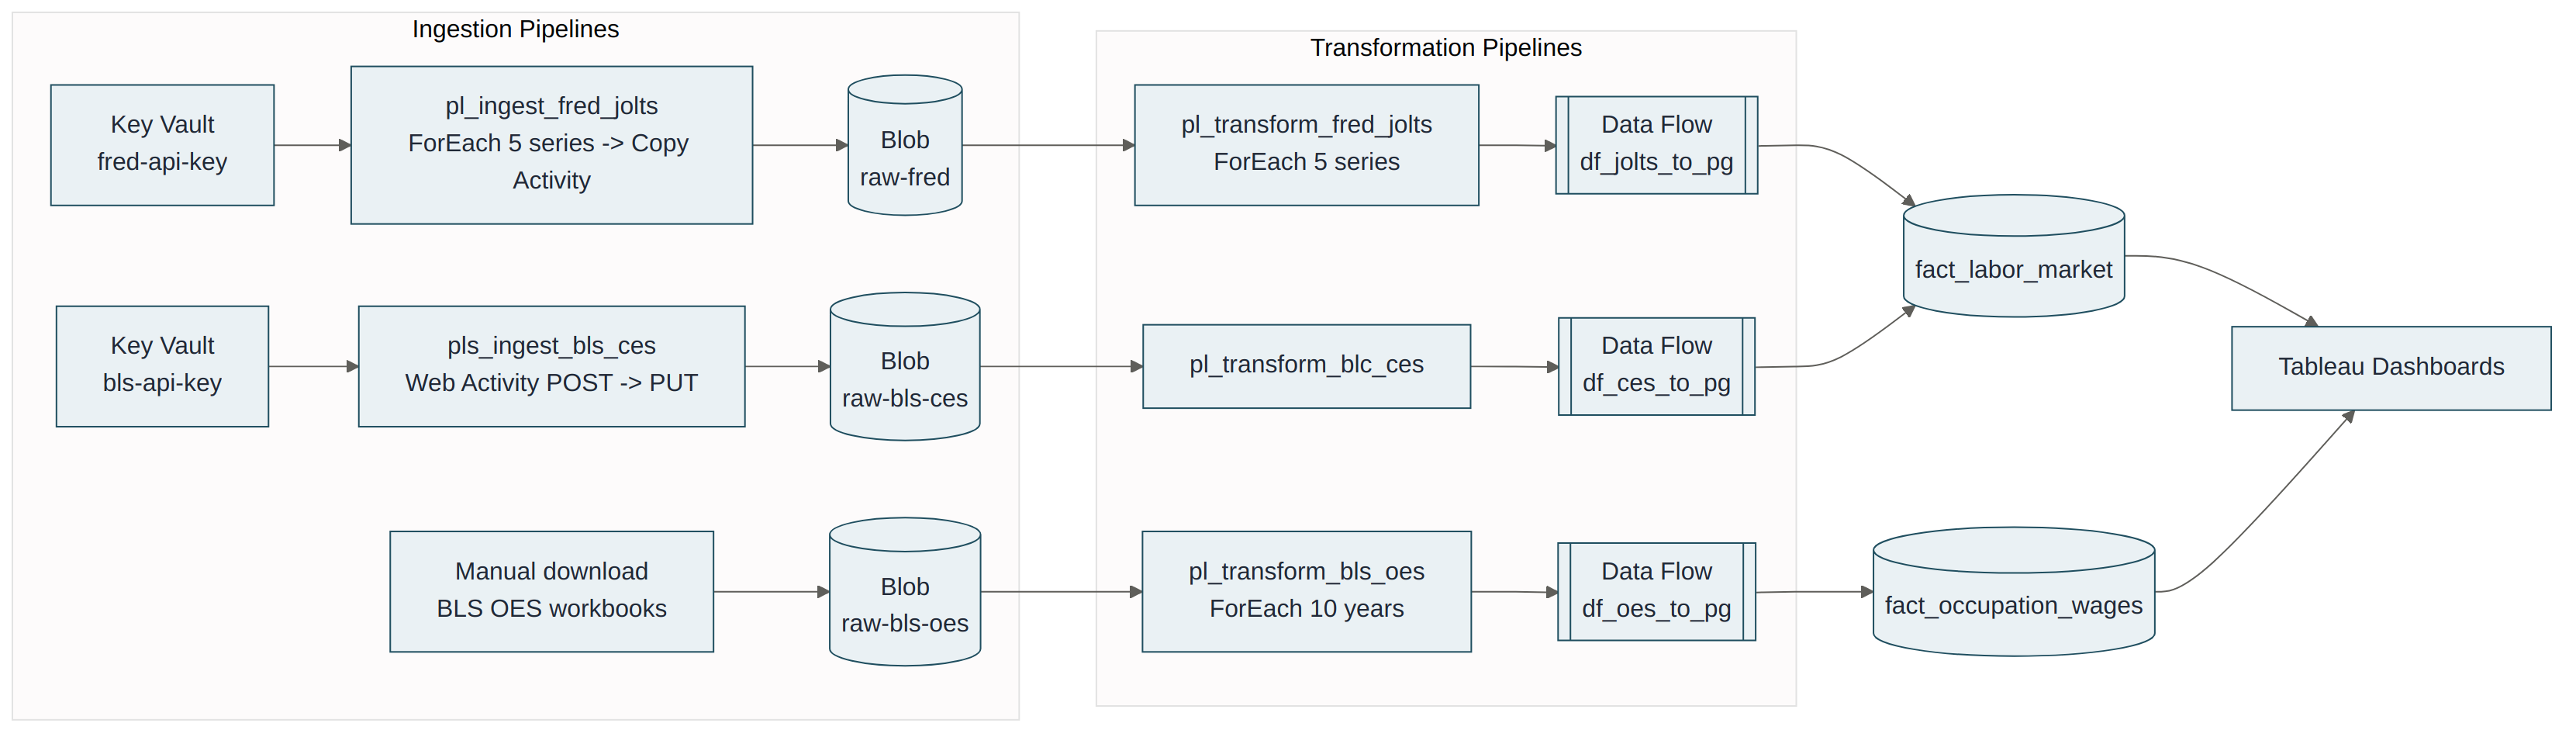 Ingestion Pipelines
Key Vault
fred-api-key
pl_ingest_fred_jolts
ForEach 5 series -> Copy
Activity
Blob
raw-fred
Key Vault
bls-api-key
pls_ingest_bls_ces
Web Activity POST -> PUT
Blob
raw-bls-ces
Manual download
BLS OES workbooks
Blob
raw-bls-oes
Transformation Pipelines
pl_transform_fred_jolts
ForEach 5 series
Data Flow
df_jolts_to_pg
pl_transform_blc_ces
Data Flow
df_ces_to_pg
pl_transform_bls_oes
ForEach 10 years
Data Flow
df_oes_to_pg
fact_labor_market
fact_occupation_wages
Tableau Dashboards